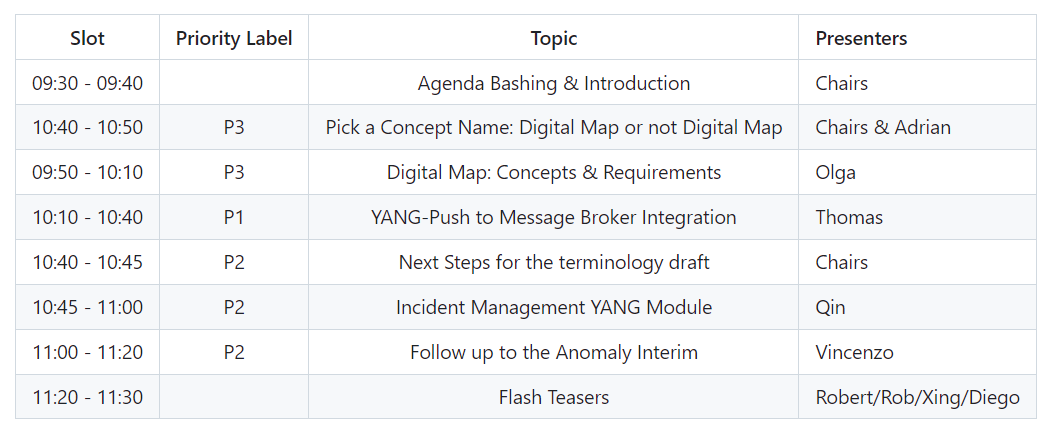 Slot Priority Label Topic Presenters
09:30 - 09:40 Agenda Bashing & Introduction Chairs
10:40 - 10:50 P3 Pick a Concept Name: Digital Map or not Digital Map Chairs & Adrian
09:50 - 10:10 P3 Digital Map: Concepts & Requirements Olga
10:10 - 10:40 P1 YANG-Push to Message Broker Integration Thomas
10:40 - 10:45 P2 Next Steps for the terminology draft Chairs
10:45 - 11:00 P2 Incident Management YANG Module Qin
11:00 - 11:20 P2 Follow up to the Anomaly Interim Vincenzo
11:20 - 11:30 Flash Teasers Robert/Rob/Xing/Diego